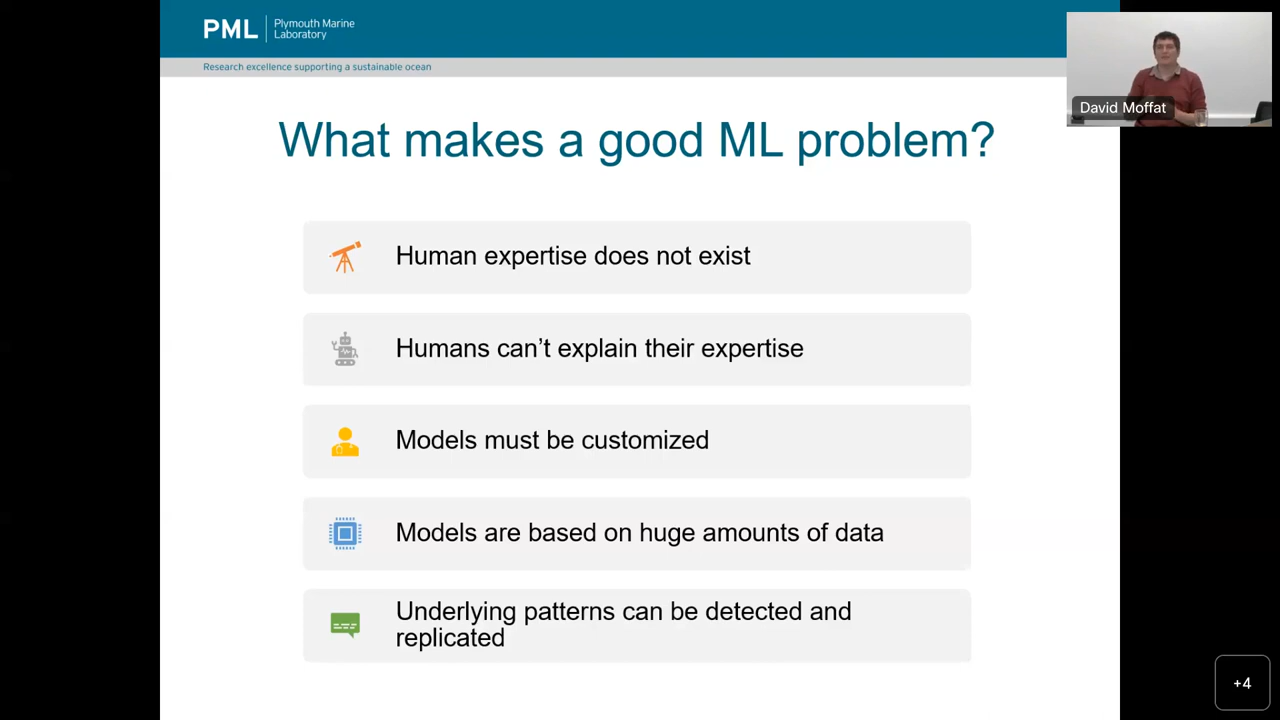 PML
Plymouth Marine
Laboratory
Research excellence supporting a sustainable ocean
David Moffat
What makes a good ML problem?
Human expertise does not exist
Humans can’t explain their expertise
Models must be customized
Models are based on huge amounts of data
Underlying patterns can be detected and
replicated
+4